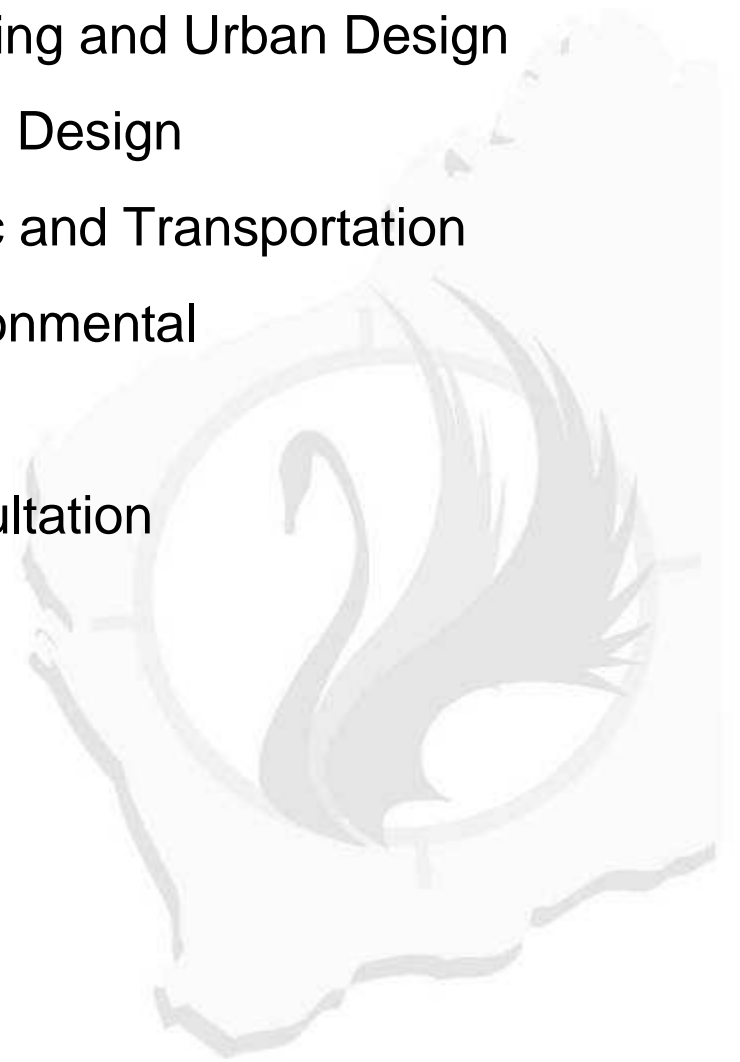 ing and Urban Design
Design
c and Transportation
onmental
ultation